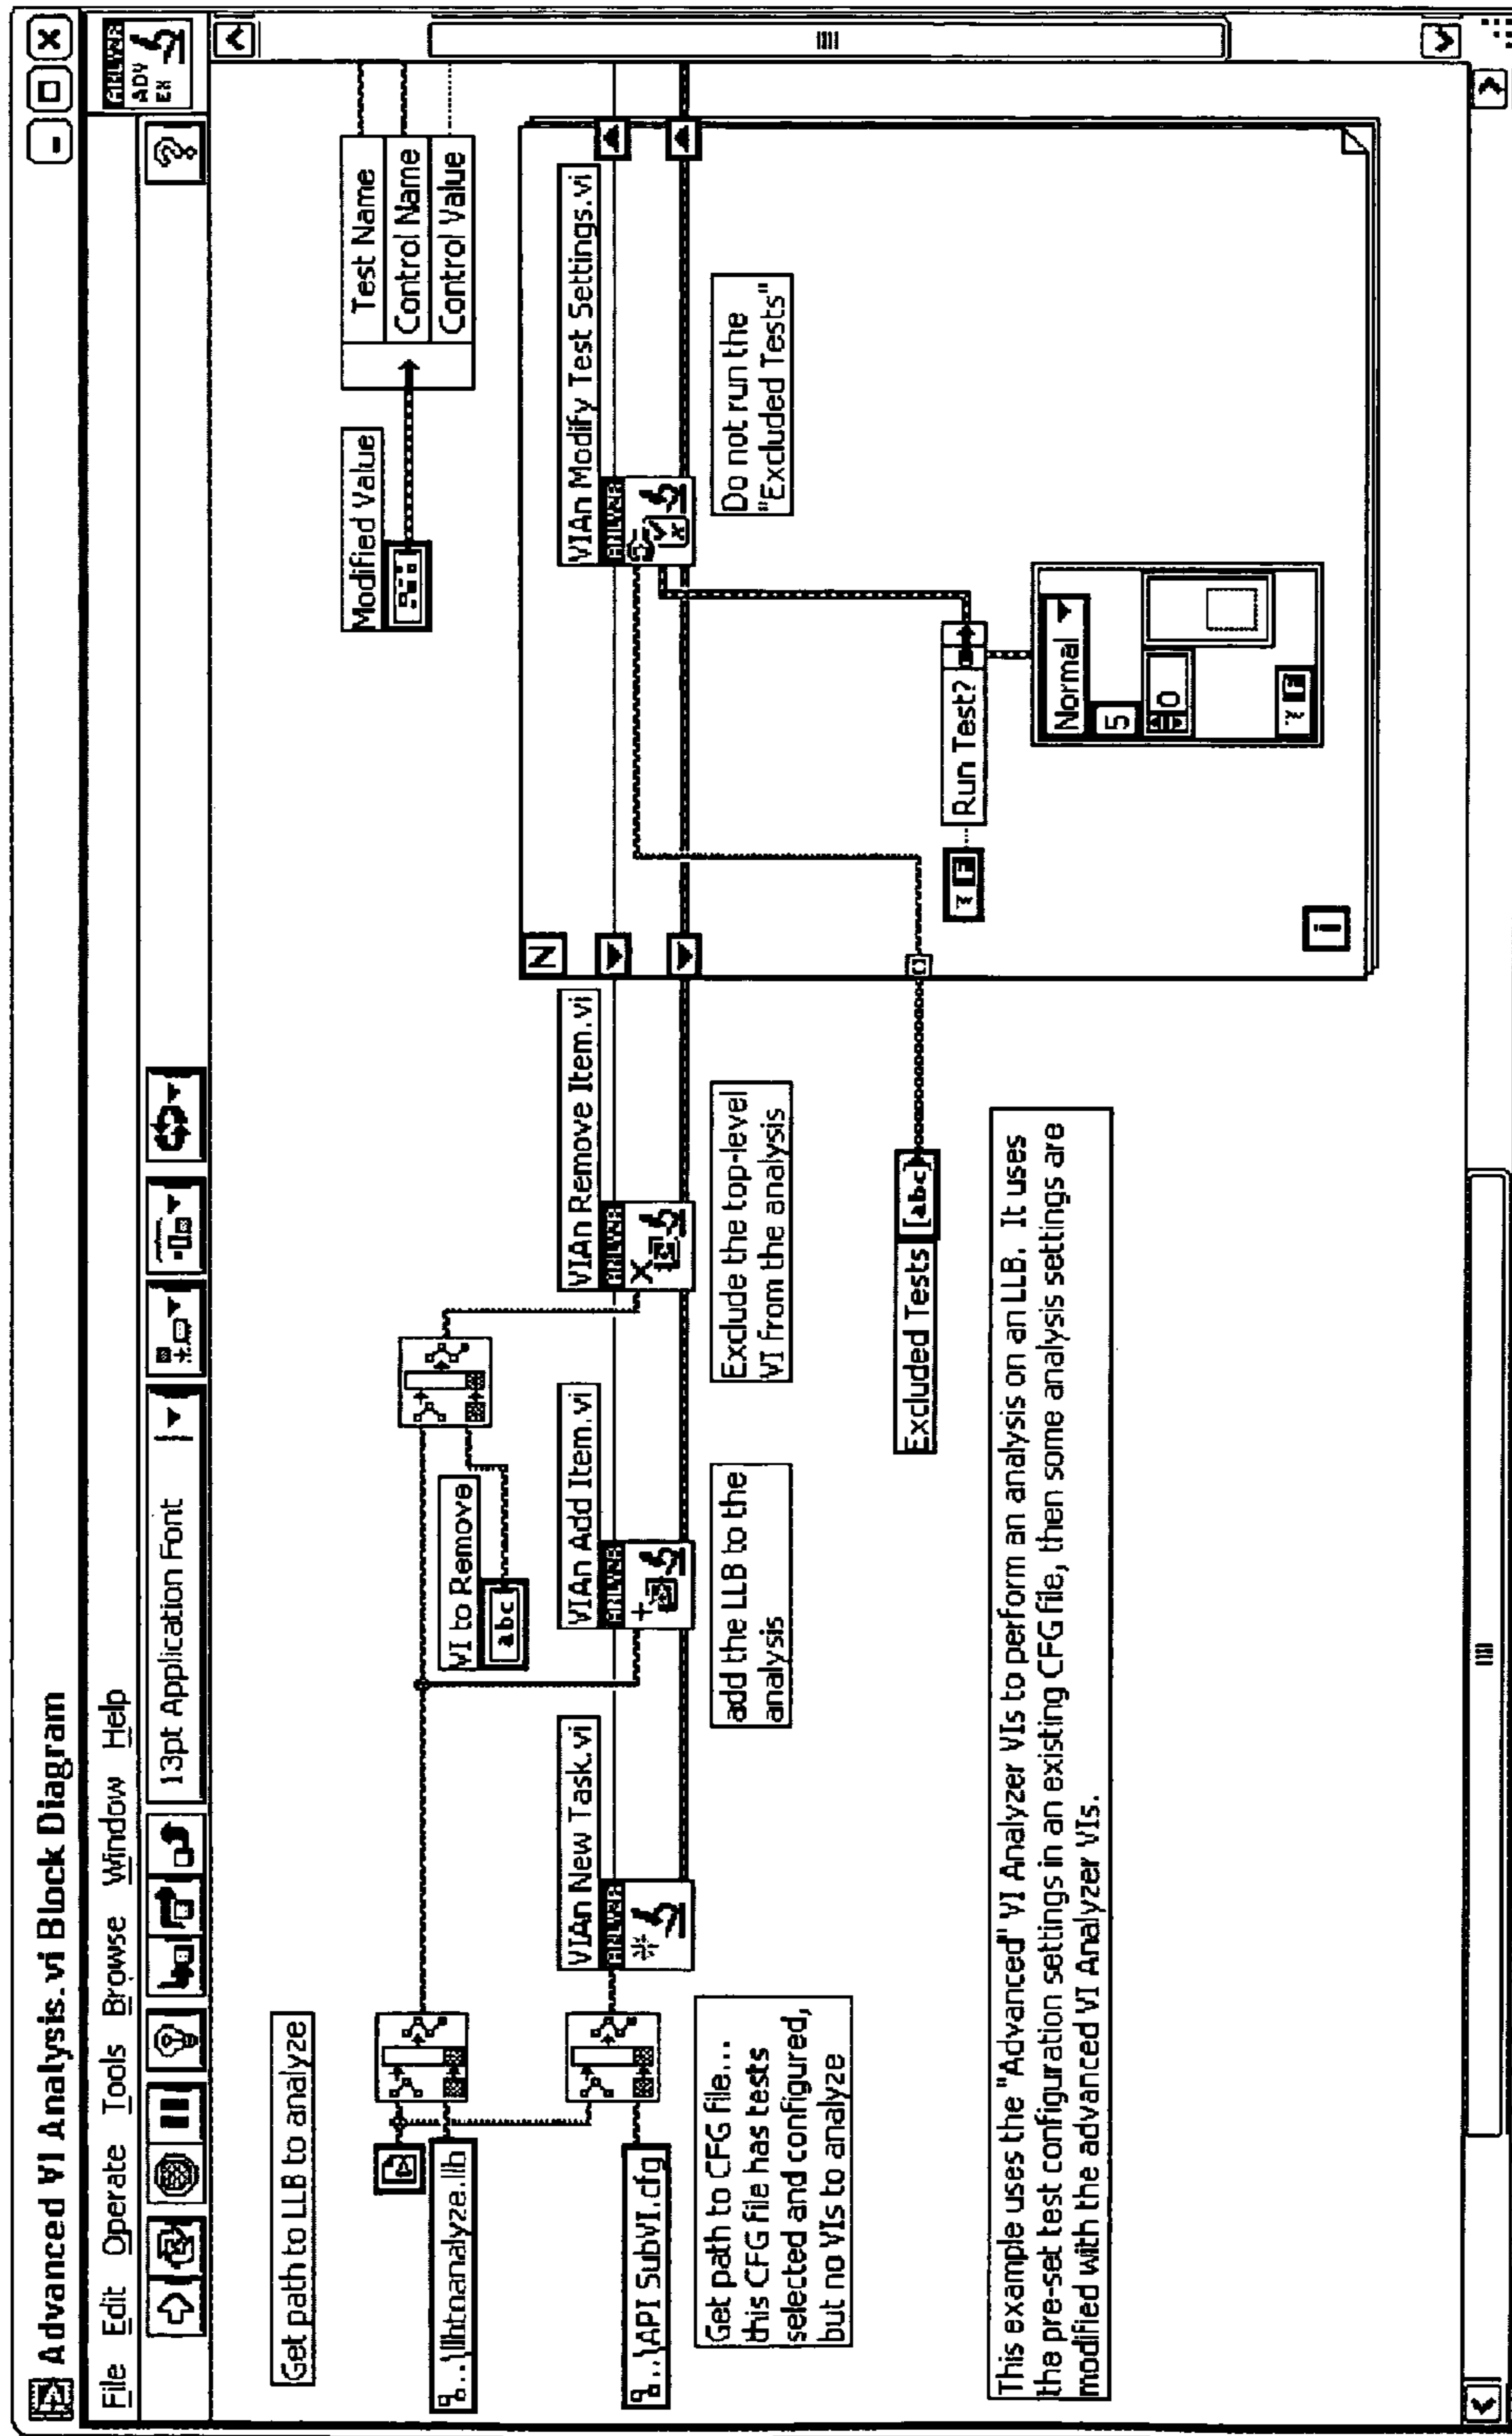 Advanced VI Analysis.vi Block Diagram
File Edit Operate Tools Browse Window Help
13pt Application Font
?
ADV
EX
Get path to LLB to analyze
..\llbtoanalyze.llb
..\API SubVI.cfg
Get path to CFG file...
this CFG file has tests
selected and configured,
but no VIs to analyze
VIAn New Task.vi
VI to Remove
abc
VIAn Add Item.vi
add the LLB to the
analysis
VIAn Remove Item.vi
Exclude the top-level
VI from the analysis
Excluded Tests [abc]
Modified Value
Test Name
Control Name
Control Value
N
VIAn Modify Test Settings.vi
Do not run the
"Excluded Tests"
F Run Test?
Normal
5
0
F
i
This example uses the "Advanced" VI Analyzer VIs to perform an analysis on an LLB. It uses
the pre-set test configuration settings in an existing CFG file, then some analysis settings are
modified with the advanced VI Analyzer VIs.